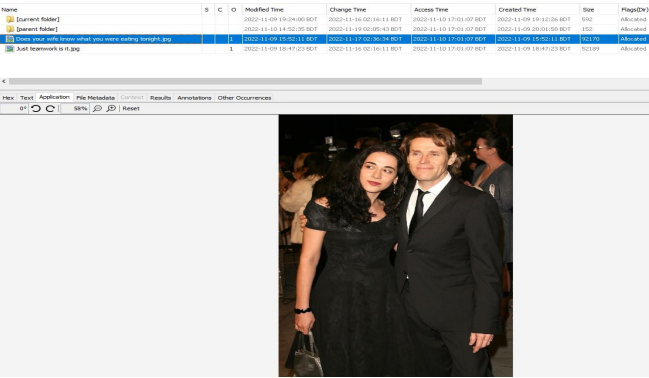 Name S C O Modified Time Change Time Access Time Created Time Size Flags(Dir)
[current folder] 2022-11-09 19:24:00 BDT 2022-11-16 02:16:11 BDT 2022-11-10 17:01:07 BDT 2022-11-09 19:12:26 BDT 592 Allocated
[parent folder] 2022-11-10 14:52:35 BDT 2022-11-19 02:05:43 BDT 2022-11-10 17:01:07 BDT 2022-11-09 20:01:58 BDT 152 Allocated
Does your wife know what you were eating tonight.jpg 1 2022-11-09 15:52:11 BDT 2022-11-17 02:36:34 BDT 2022-11-10 17:01:07 BDT 2022-11-09 15:52:11 BDT 92170 Allocated
Just teamwork is rt.jpg 1 2022-11-09 18:47:23 BDT 2022-11-16 02:16:11 BDT 2022-11-10 17:01:07 BDT 2022-11-09 18:47:23 BDT 52189 Allocated
Hex Text Application File Metadata Context Results Annotations Other Occurrences
0° 58% Reset